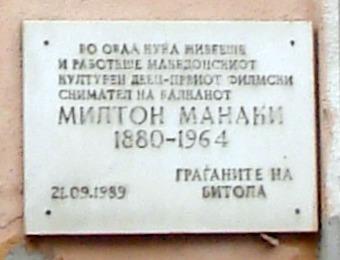 ВО ОВАА КУЌА ЖИВЕЕШЕ
И РАБОТЕШЕ МАКЕДОНСКИОТ
КУЛТУРЕН ДЕЕЦ-ПРВИОТ ФИЛМСКИ
СНИМАТЕЛ НА БАЛКАНОТ
МИЛТОН МАНАКИ
1880-1964
ГРАЃАНИТЕ НА
21.09.1989 БИТОЛА